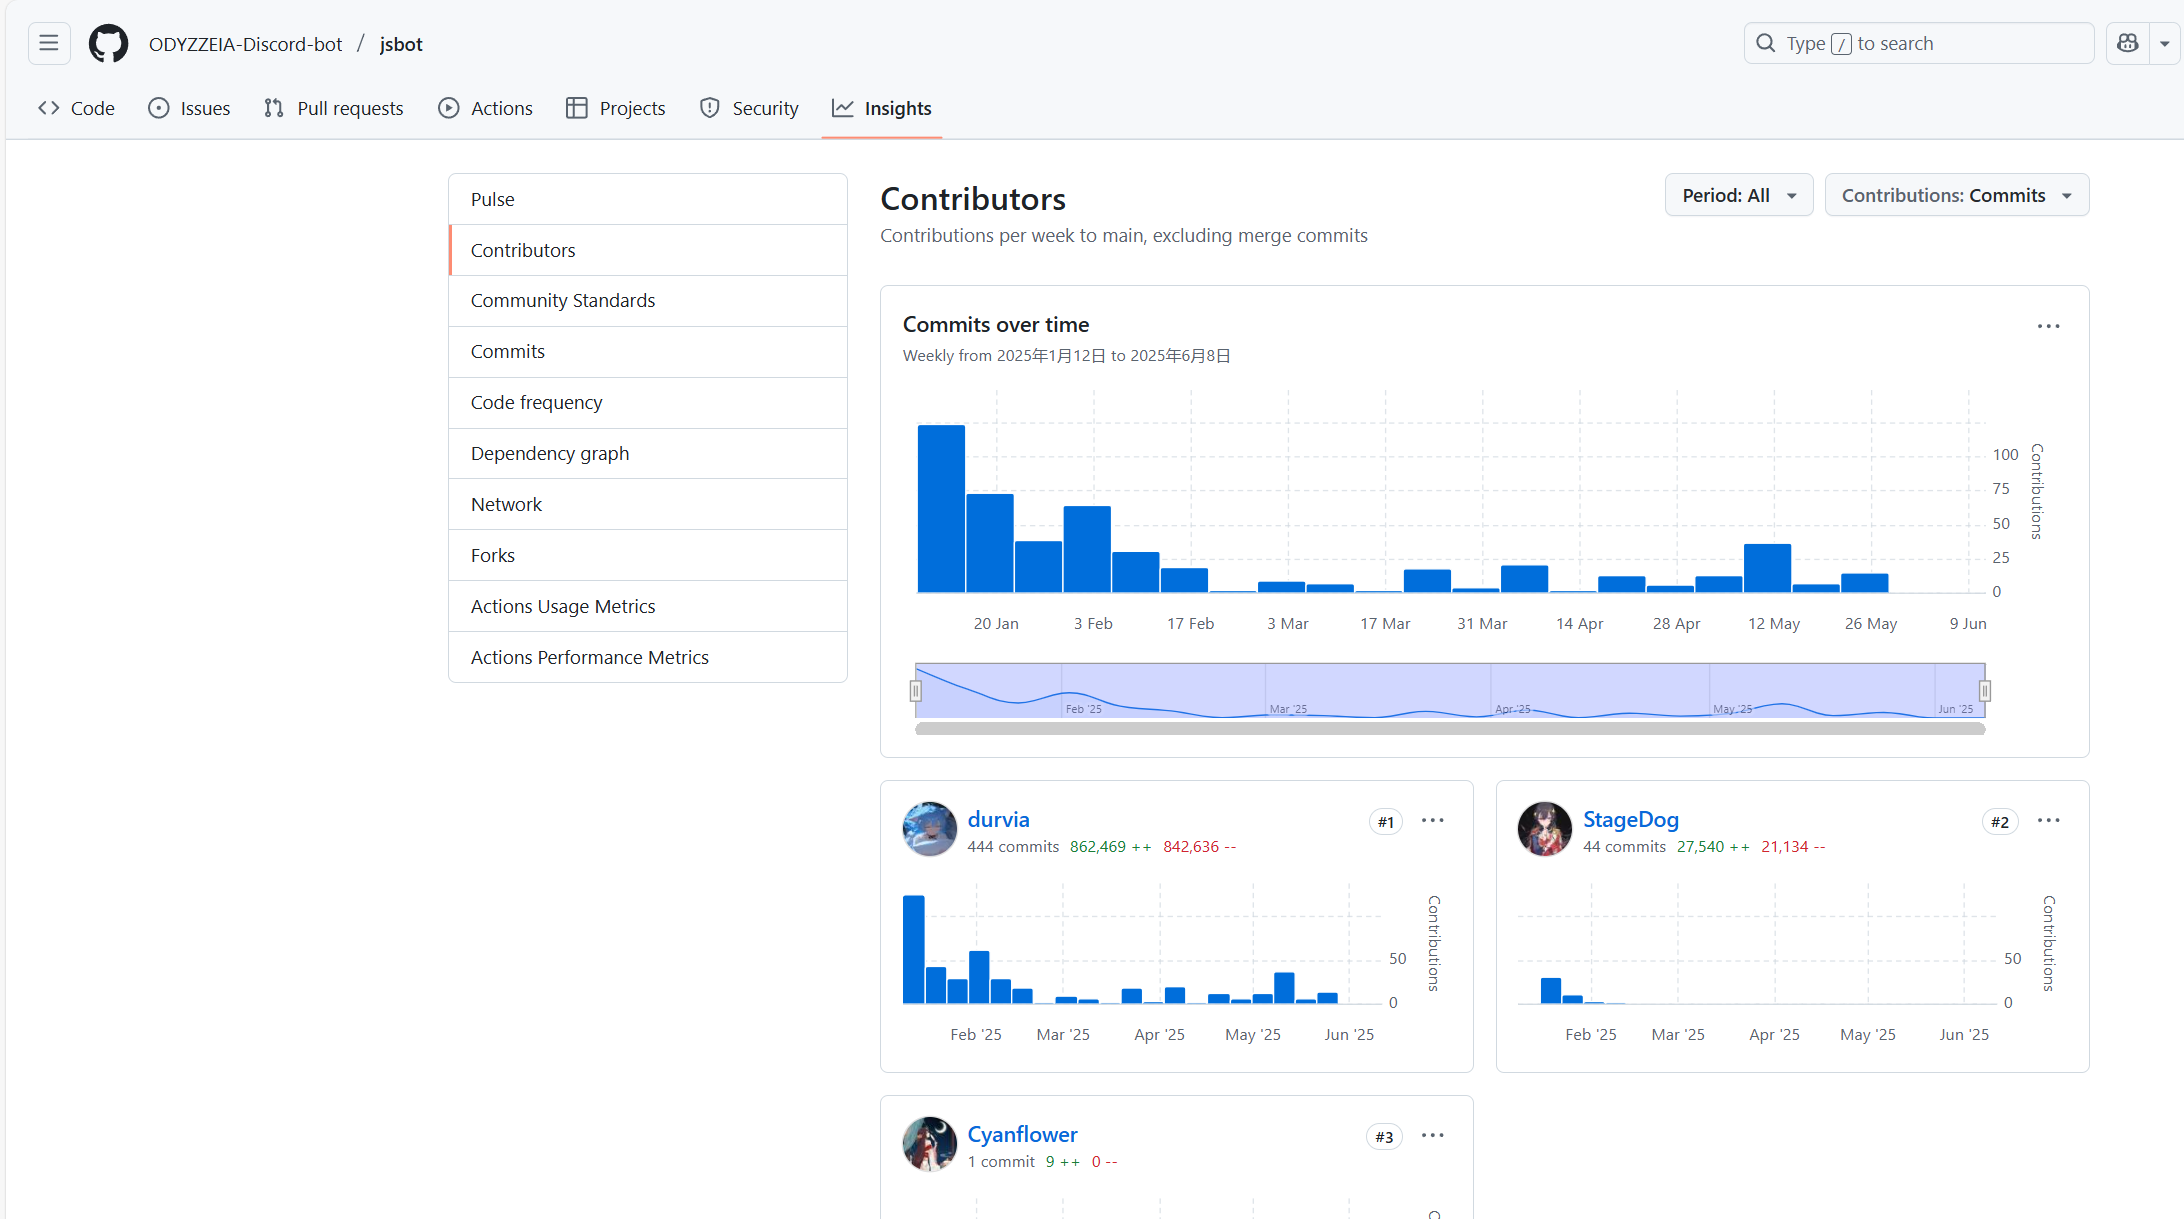 ODYZZEIA-Discord-bot / jsbot
Type / to search
Code Issues Pull requests Actions Projects Security Insights
Pulse
Contributors
Community Standards
Commits
Code frequency
Dependency graph
Network
Forks
Actions Usage Metrics
Actions Performance Metrics
Contributors
Period: All
Contributions: Commits
Contributions per week to main, excluding merge commits
Commits over time
Weekly from 2025年1月12日 to 2025年6月8日
100
75
50
25
0
Contributions
20 Jan 3 Feb 17 Feb 3 Mar 17 Mar 31 Mar 14 Apr 28 Apr 12 May 26 May 9 Jun
Feb '25 Mar '25 Apr '25 May '25 Jun '25
durvia
#1
444 commits 862,469 ++ 842,636 --
50
0
Contributions
Feb '25 Mar '25 Apr '25 May '25 Jun '25
StageDog
#2
44 commits 27,540 ++ 21,134 --
50
0
Contributions
Feb '25 Mar '25 Apr '25 May '25 Jun '25
Cyanflower
#3
1 commit 9 ++ 0 --